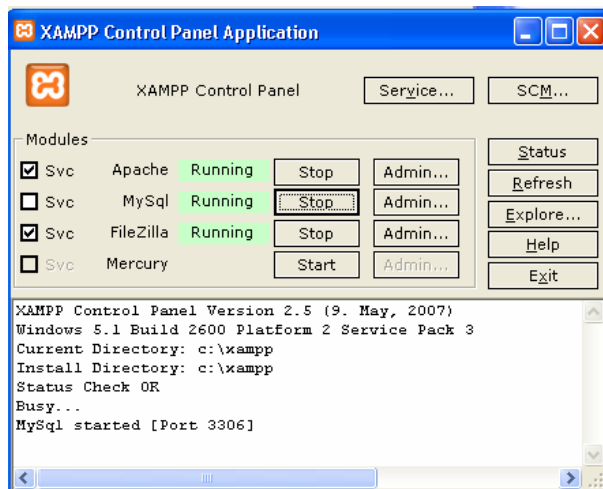 XAMPP Control Panel Application
XAMPP Control Panel Service... SCM...
Modules
Svc Apache Running Stop Admin...
Svc MySql Running Stop Admin...
Svc FileZilla Running Stop Admin...
Svc Mercury Start Admin...
Status
Refresh
Explore...
Help
Exit
XAMPP Control Panel Version 2.5 (9. May, 2007)
Windows 5.1 Build 2600 Platform 2 Service Pack 3
Current Directory: c:\xampp
Install Directory: c:\xampp
Status Check OK
Busy...
MySql started [Port 3306]